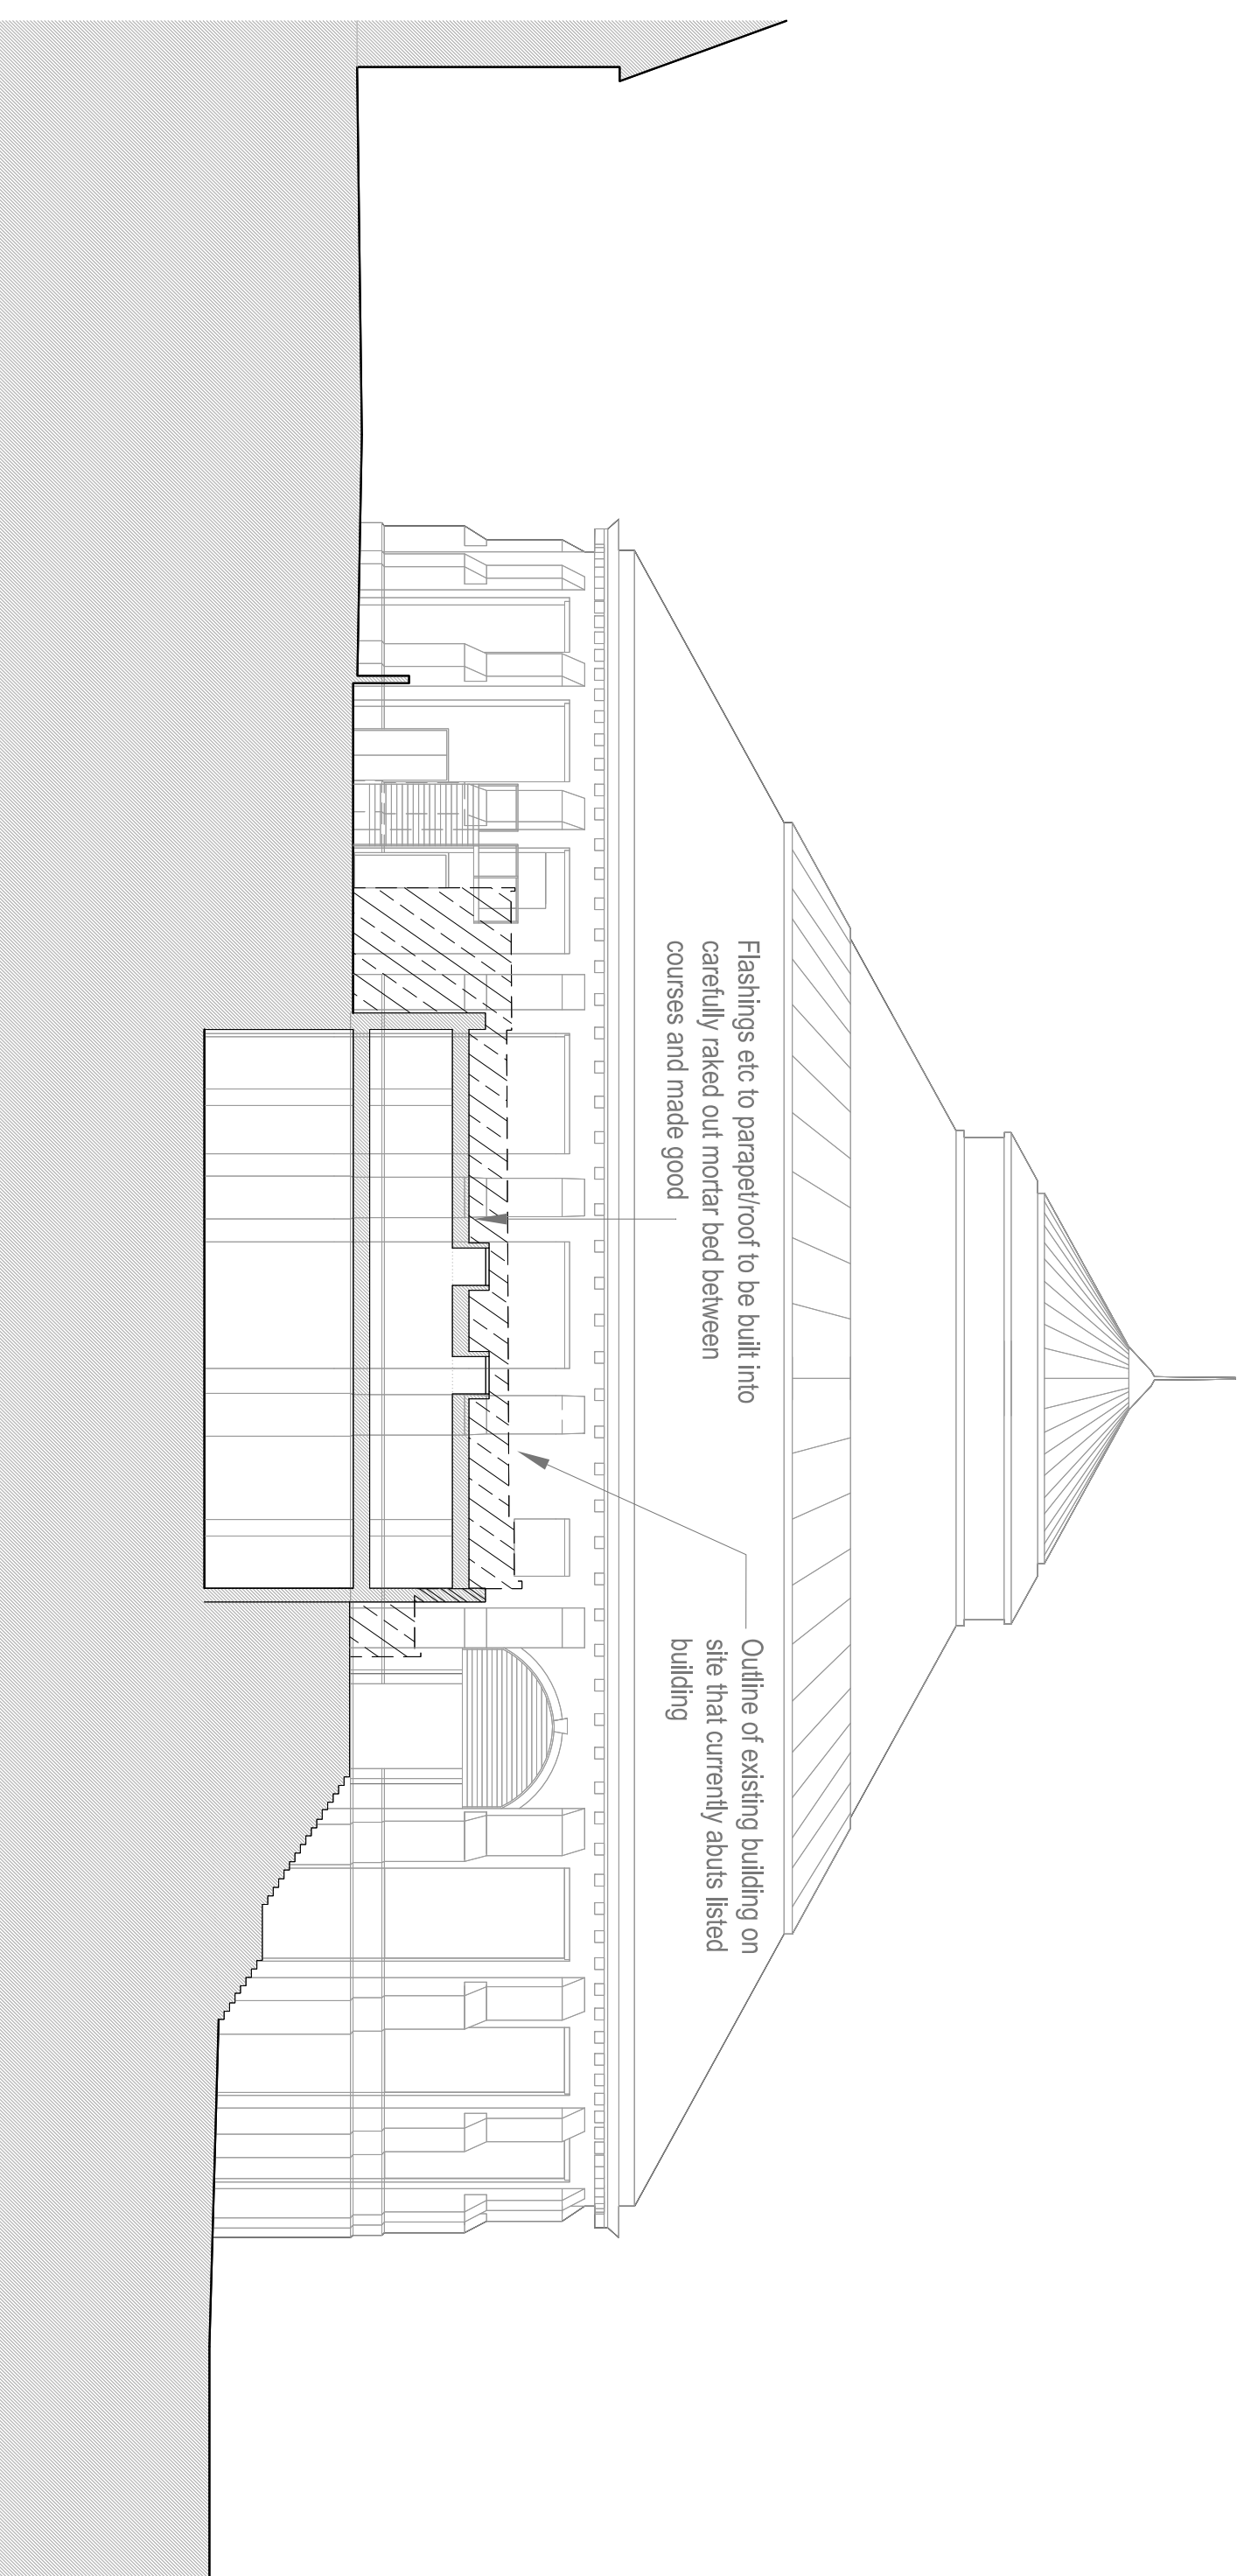 Flashings etc to parapet/roof to be built into
carefully raked out mortar bed between
courses and made good
Outline of existing building on
site that currently abuts listed
building